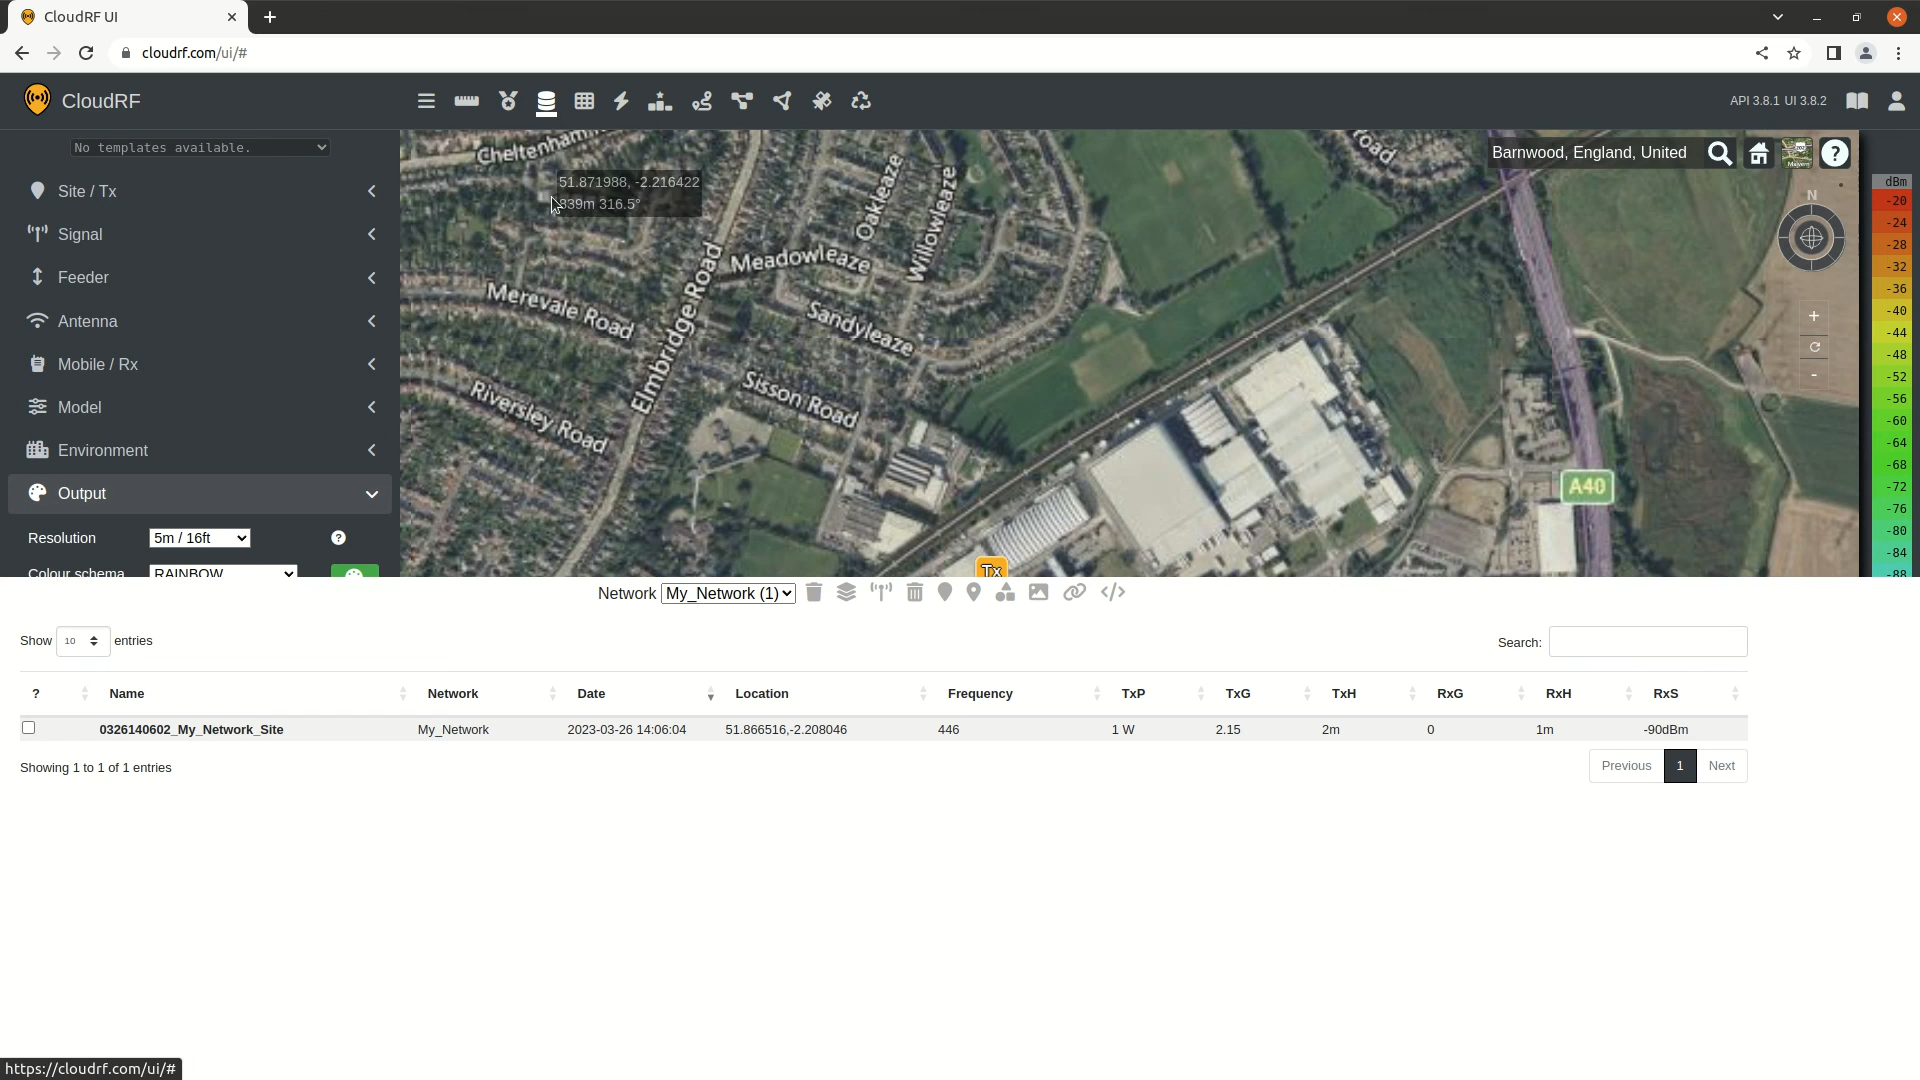 CloudRF UI
cloudrf.com/ui/#
CloudRF
API 3.8.1 UI 3.8.2
No templates available.
Site / Tx
Signal
Feeder
Antenna
Mobile / Rx
Model
Environment
Output
Resolution 5m / 16ft ?
Colour schema RAINBOW
51.871988, -2.216422
839m 316.5°
Cheltenham
Oakleaze
Willowleaze
Meadowleaze
Merevale Road
Elmbridge Road
Sandyleaze
Sisson Road
Riversley Road
Road
A40
Tx
Barnwood, England, United
?
N
+
-
dBm
-20
-24
-28
-32
-36
-40
-44
-48
-52
-56
-60
-64
-68
-72
-76
-80
-84
-88
Network My_Network (1)
Show 10 entries
Search:
? Name Network Date Location Frequency TxP TxG TxH RxG RxH RxS
0326140602_My_Network_Site My_Network 2023-03-26 14:06:04 51.866516,-2.208046 446 1 W 2.15 2m 0 1m -90dBm
Showing 1 to 1 of 1 entries
Previous 1 Next
https://cloudrf.com/ui/#